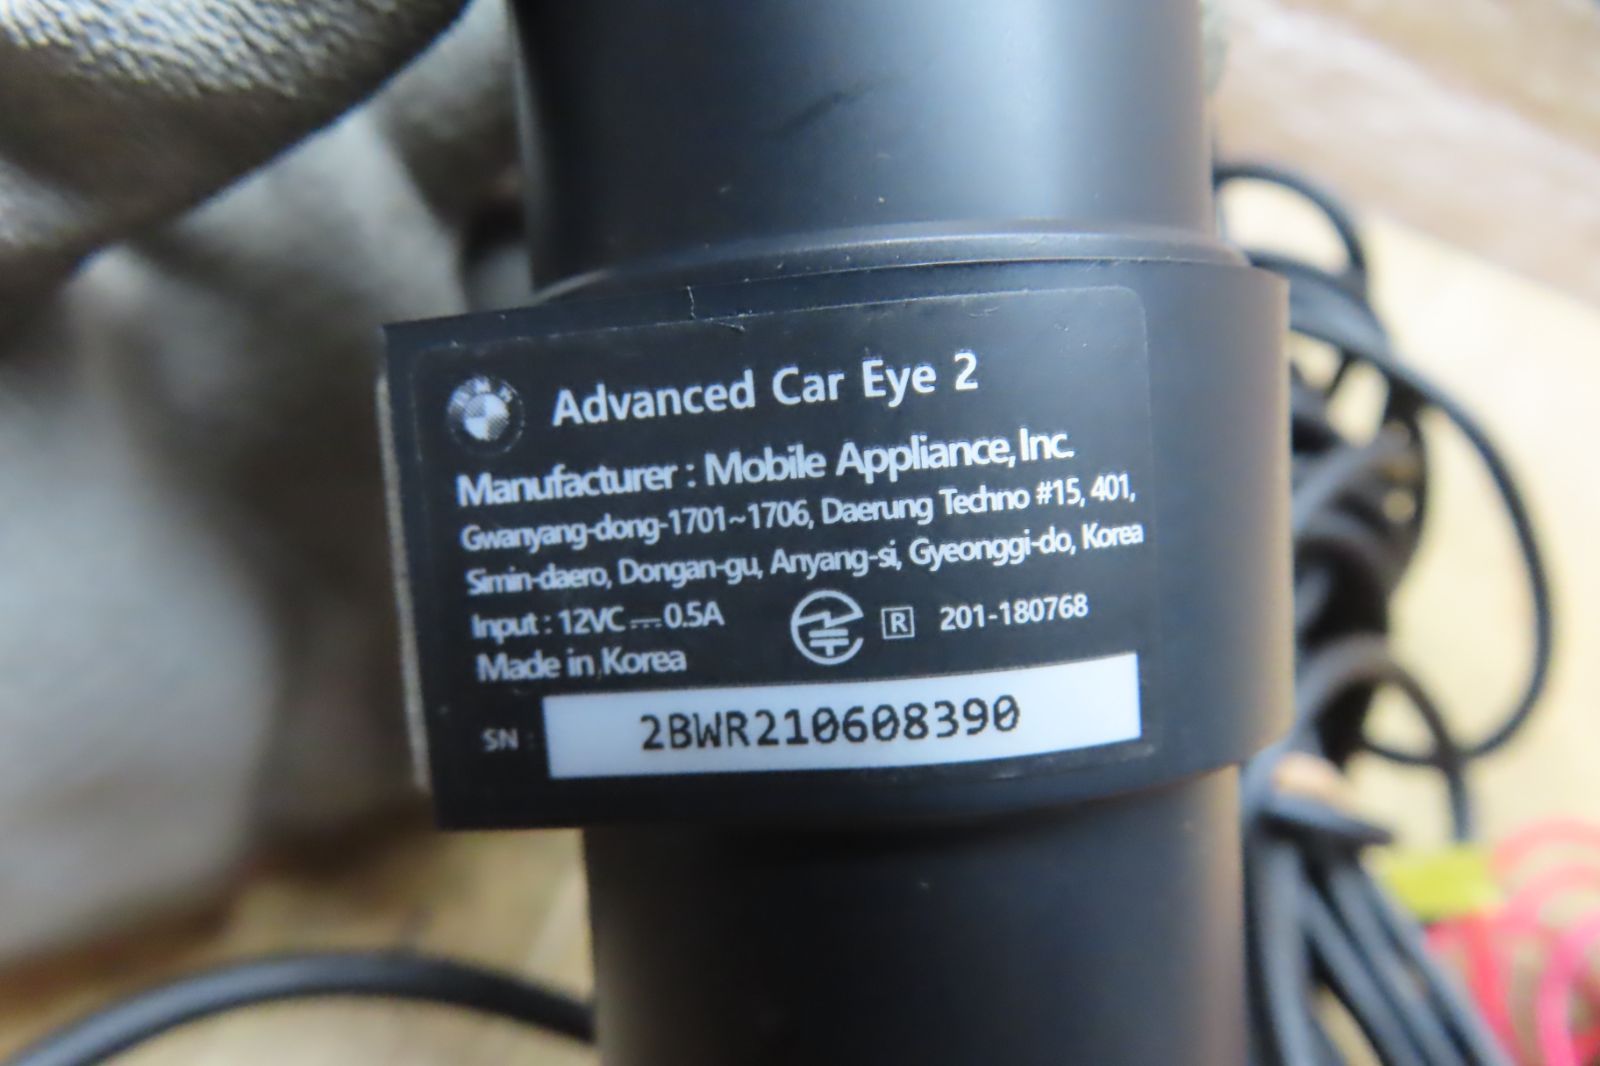 BMW
Advanced Car Eye 2
Manufacturer : Mobile Appliance, Inc.
Gwanyang-dong-1701~1706, Daerung Techno #15, 401,
Simin-daero, Dongan-gu, Anyang-si, Gyeonggi-do, Korea
Input : 12VC ⎓ 0.5A
R 201-180768
Made in Korea
SN : 2BWR210608390